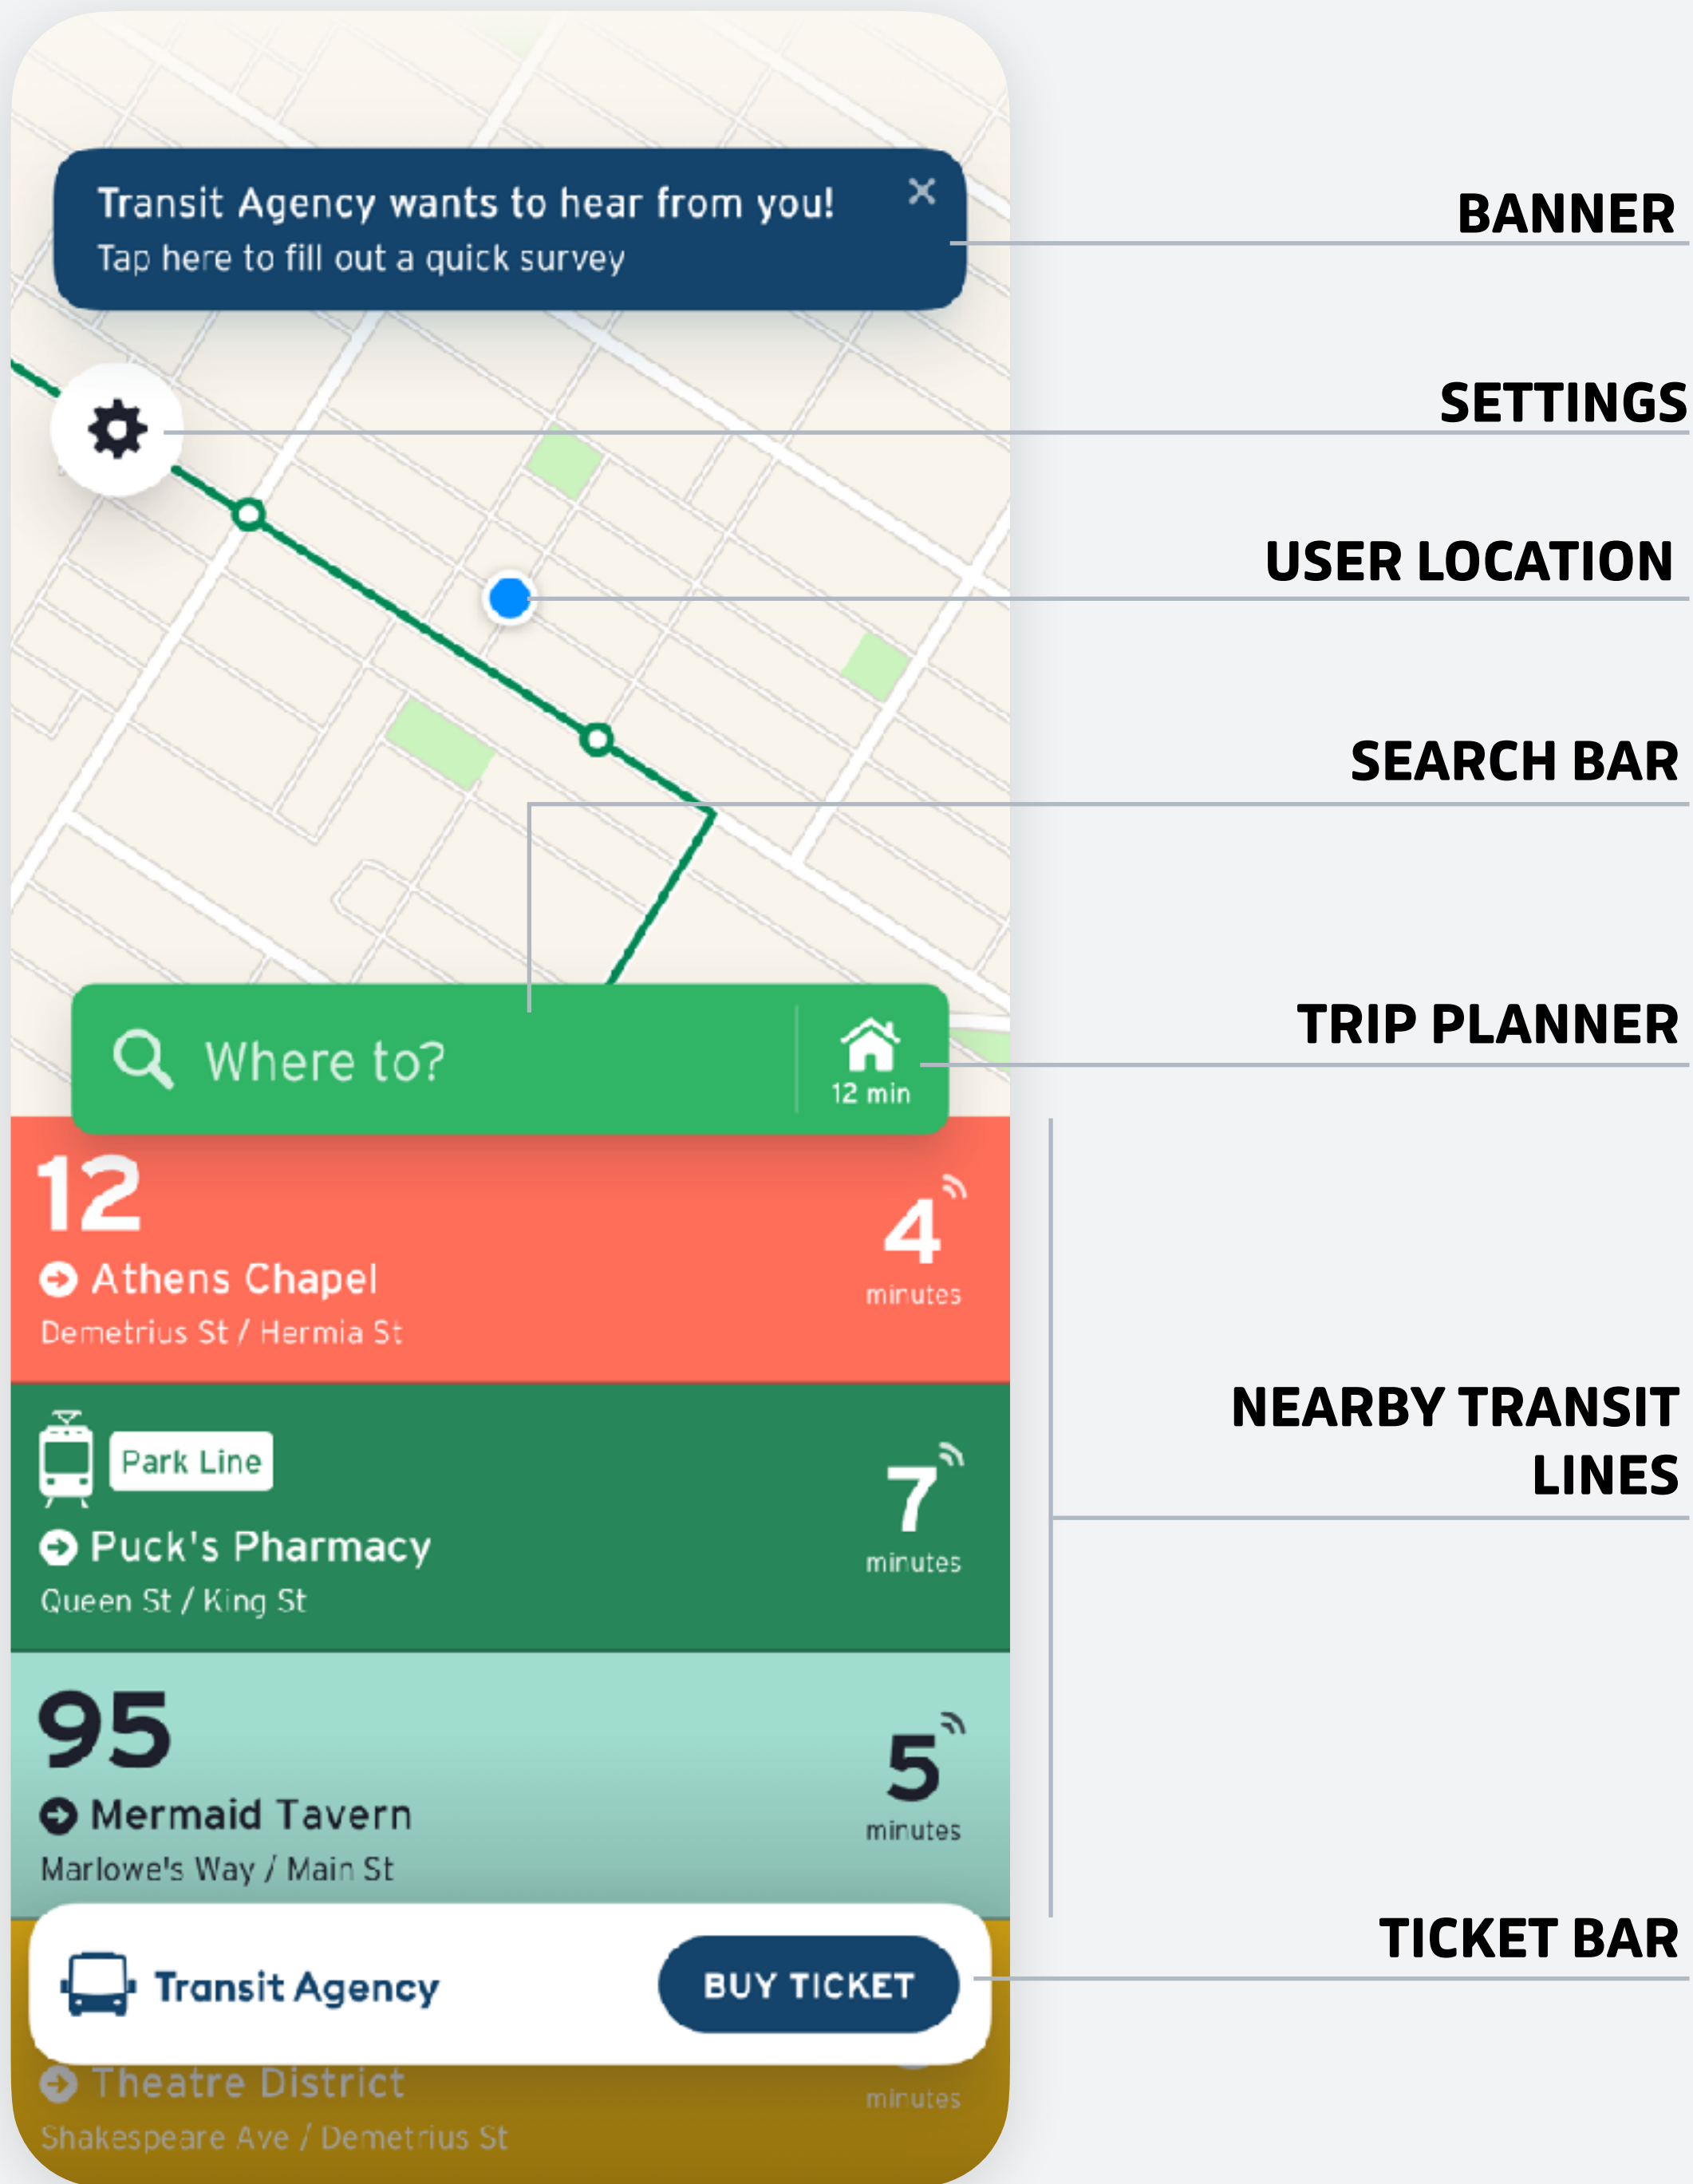 Transit Agency wants to hear from you!
Tap here to fill out a quick survey
BANNER
SETTINGS
USER LOCATION
SEARCH BAR
TRIP PLANNER
Where to?
12 min
12
4
Athens Chapel
minutes
Demetrius St / Hermia St
NEARBY TRANSIT
LINES
Park Line
7
Puck's Pharmacy
minutes
Queen St / King St
95
5
Mermaid Tavern
minutes
Marlowe's Way / Main St
TICKET BAR
Transit Agency
BUY TICKET
Theatre District
minutes
Shakespeare Ave / Demetrius St